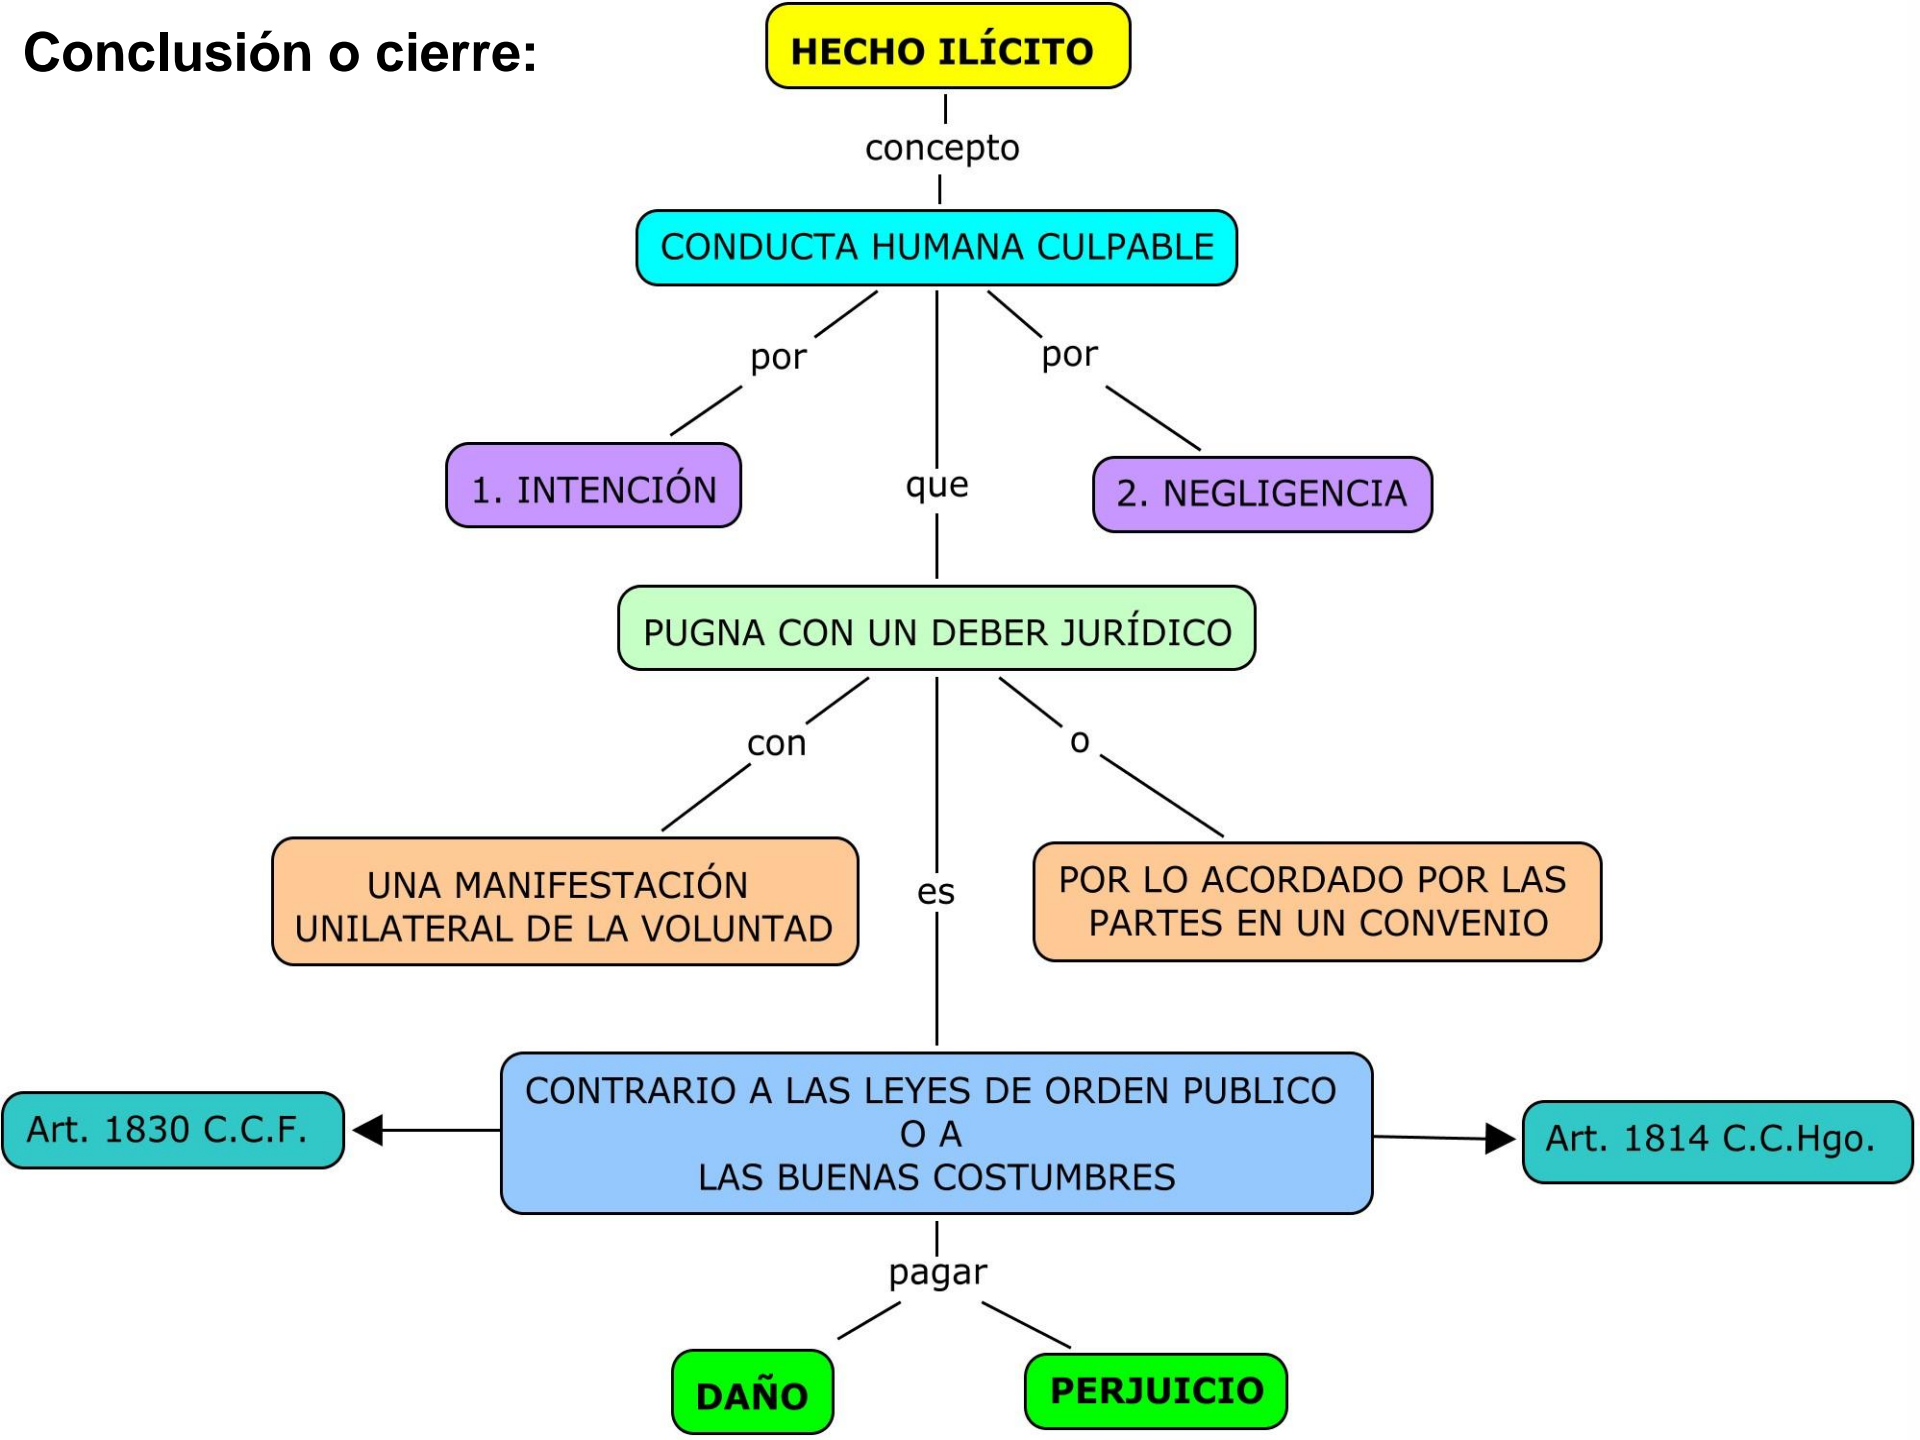 Conclusión o cierre:
HECHO ILÍCITO
concepto
CONDUCTA HUMANA CULPABLE
por
por
1. INTENCIÓN
que
2. NEGLIGENCIA
PUGNA CON UN DEBER JURÍDICO
con
o
UNA MANIFESTACIÓN
UNILATERAL DE LA VOLUNTAD
es
POR LO ACORDADO POR LAS
PARTES EN UN CONVENIO
Art. 1830 C.C.F.
CONTRARIO A LAS LEYES DE ORDEN PUBLICO
O A
LAS BUENAS COSTUMBRES
Art. 1814 C.C.Hgo.
pagar
DAÑO
PERJUICIO